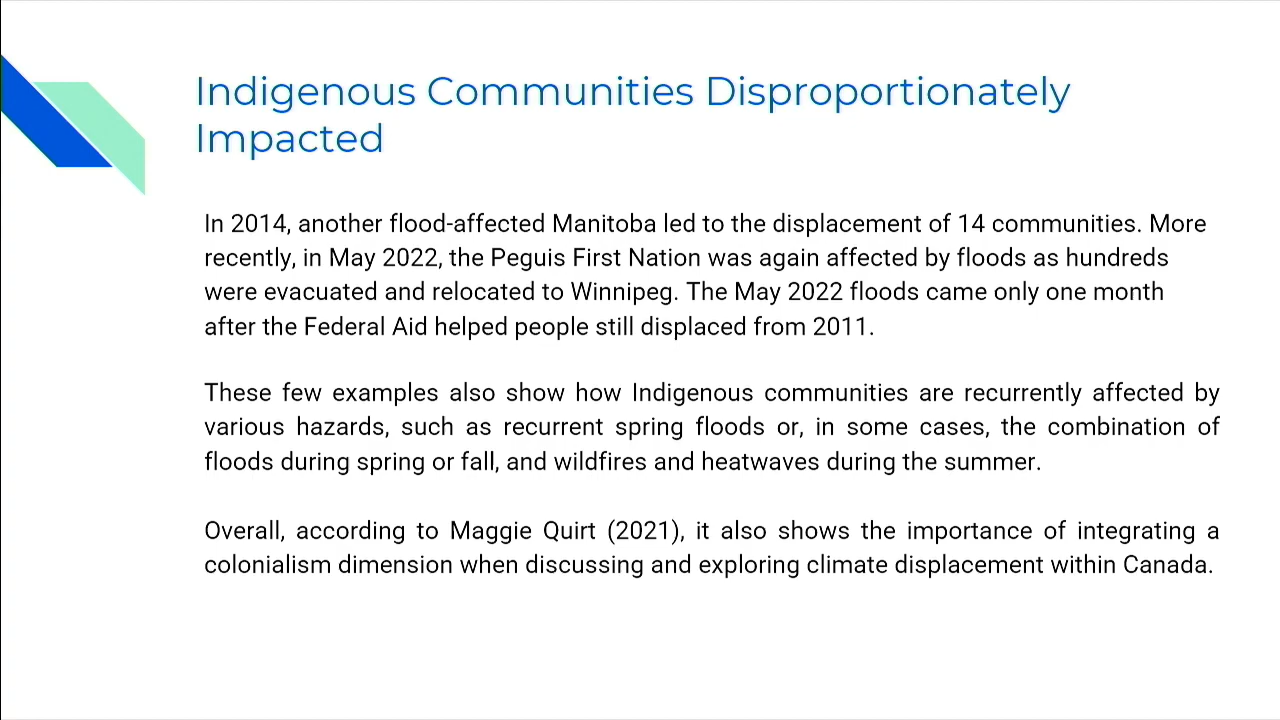 Indigenous Communities Disproportionately
Impacted
In 2014, another flood-affected Manitoba led to the displacement of 14 communities. More
recently, in May 2022, the Peguis First Nation was again affected by floods as hundreds
were evacuated and relocated to Winnipeg. The May 2022 floods came only one month
after the Federal Aid helped people still displaced from 2011.
These few examples also show how Indigenous communities are recurrently affected by
various hazards, such as recurrent spring floods or, in some cases, the combination of
floods during spring or fall, and wildfires and heatwaves during the summer.
Overall, according to Maggie Quirt (2021), it also shows the importance of integrating a
colonialism dimension when discussing and exploring climate displacement within Canada.